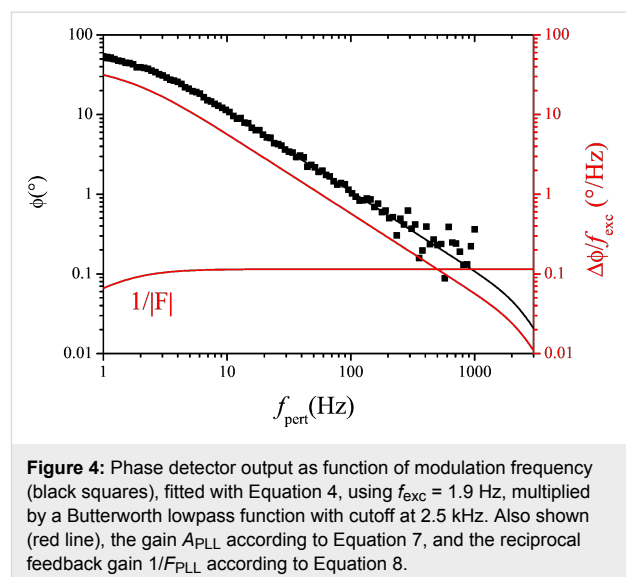 100
10
1
0.1
0.01
ϕ(°)
1/|F|
1
10
100
1000
f_pert(Hz)
100
10
1
0.1
0.01
Δϕ/f_exc (°/Hz)
Figure 4: Phase detector output as function of modulation frequency
(black squares), fitted with Equation 4, using f_exc = 1.9 Hz, multiplied
by a Butterworth lowpass function with cutoff at 2.5 kHz. Also shown
(red line), the gain A_PLL according to Equation 7, and the reciprocal
feedback gain 1/F_PLL according to Equation 8.